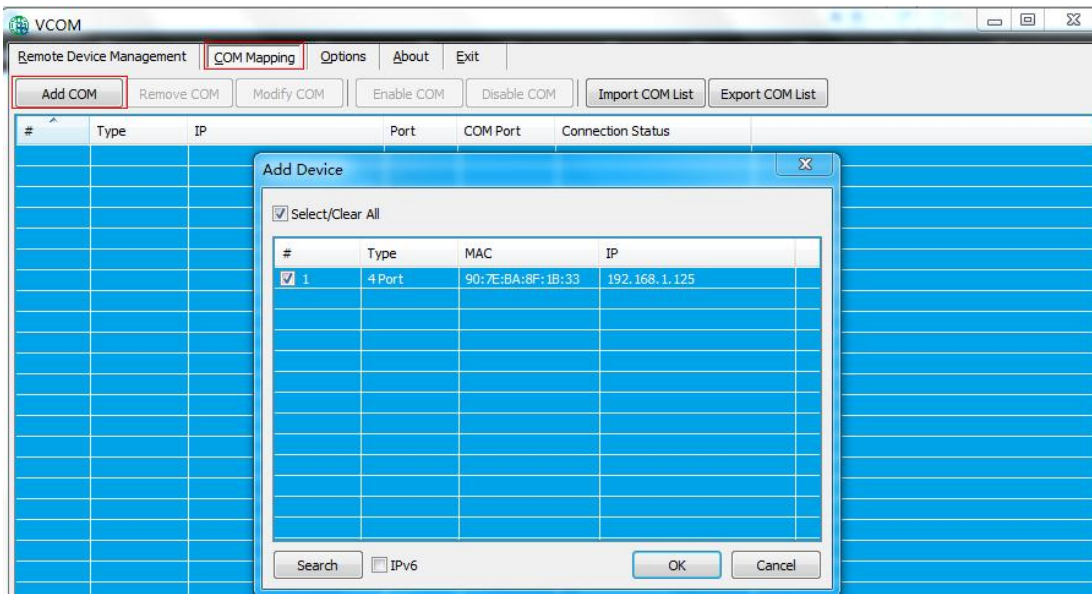 VCOM
Remote Device Management COM Mapping Options About Exit
Add COM Remove COM Modify COM Enable COM Disable COM Import COM List Export COM List
# Type IP Port COM Port Connection Status
Add Device
Select/Clear All
# Type MAC IP
1 4 Port 90:7E:BA:8F:1B:33 192.168.1.125
Search IPv6 OK Cancel